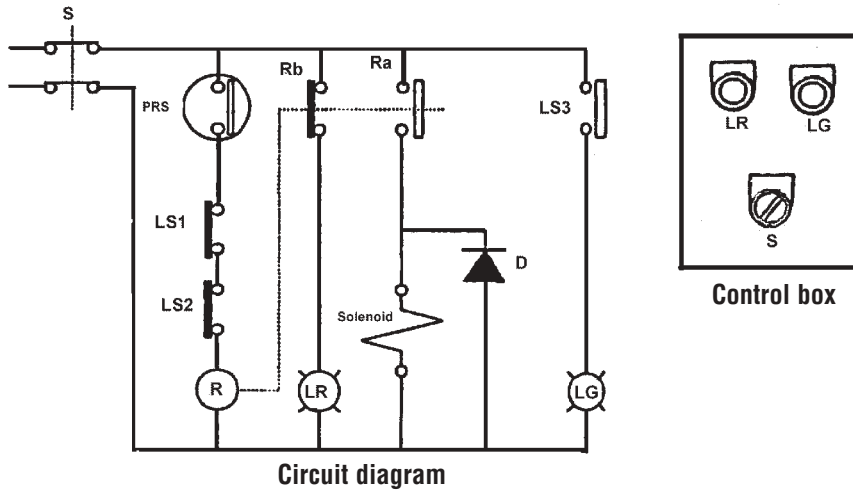 S
Rb
Ra
PRS
LS3
LS1
LS2
Solenoid
D
R
LR
LG
Circuit diagram
LR
LG
S
Control box